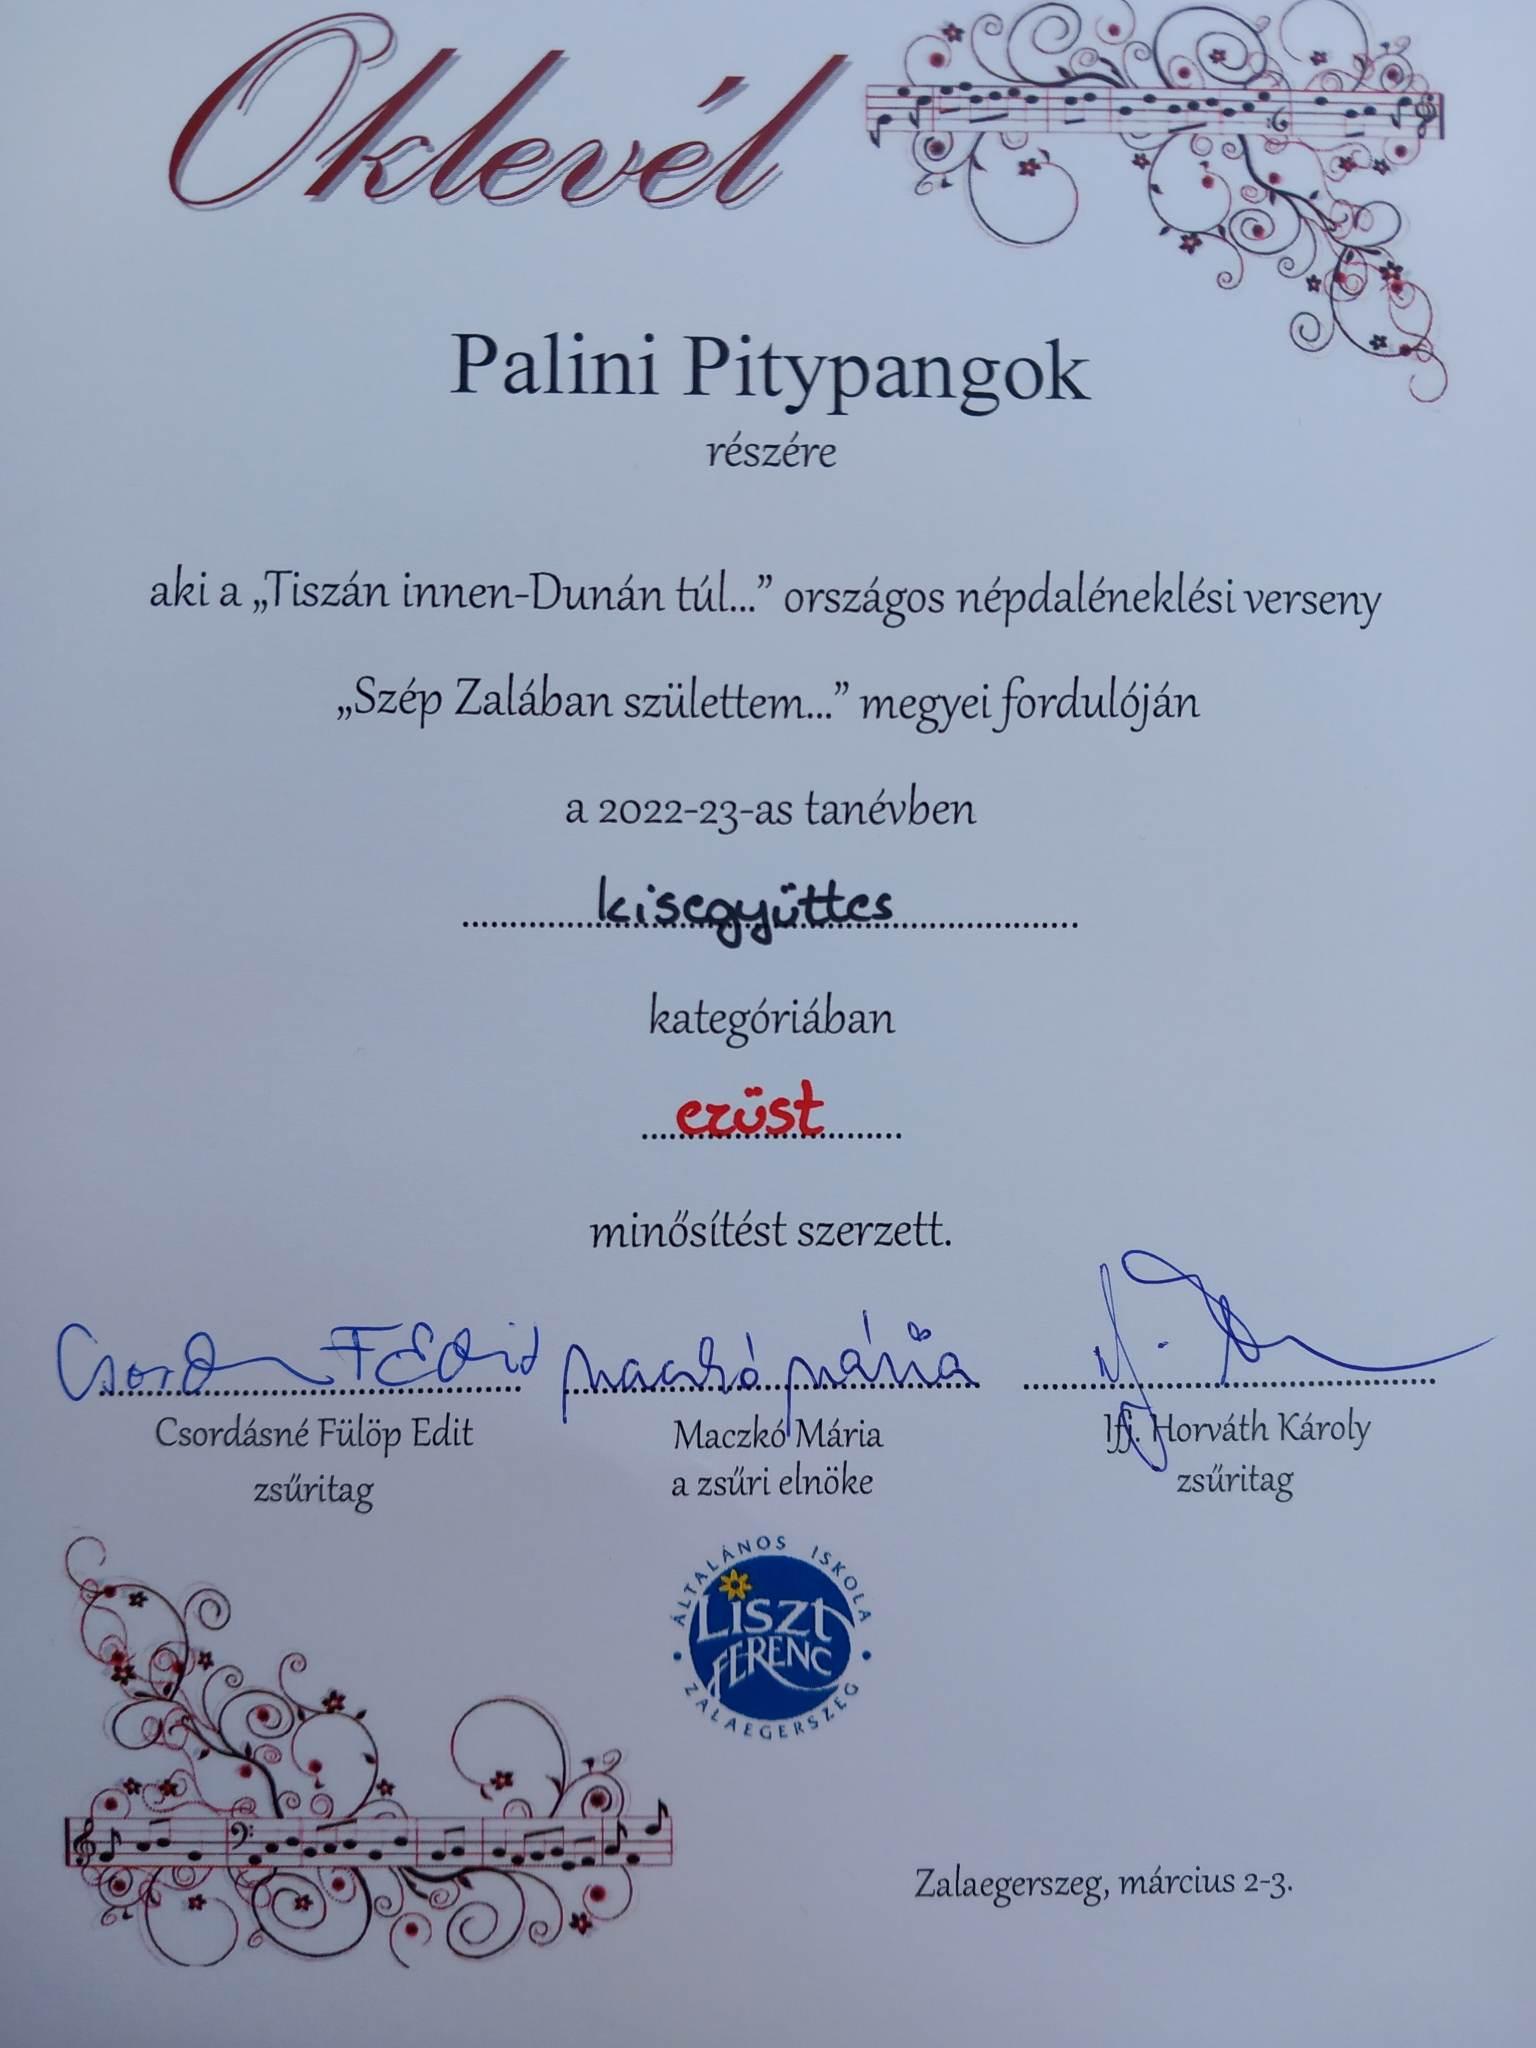 Oklevél
Palini Pitypangok
részére
aki a „Tiszán innen-Dunán túl...” országos népdaléneklési verseny
„Szép Zalában születtem...” megyei fordulóján
a 2022-23-as tanévben
kisegyüttes
kategóriában
ezüst
minősítést szerzett.
Maczkó Mária
Csordásné Fülöp Edit
zsűritag
Maczkó Mária
a zsűri elnöke
Ifj. Horváth Károly
zsűritag
ÁLTALÁNOS ISKOLA
LISZT
FERENC
ZALAEGERSZEG
Zalaegerszeg, március 2-3.